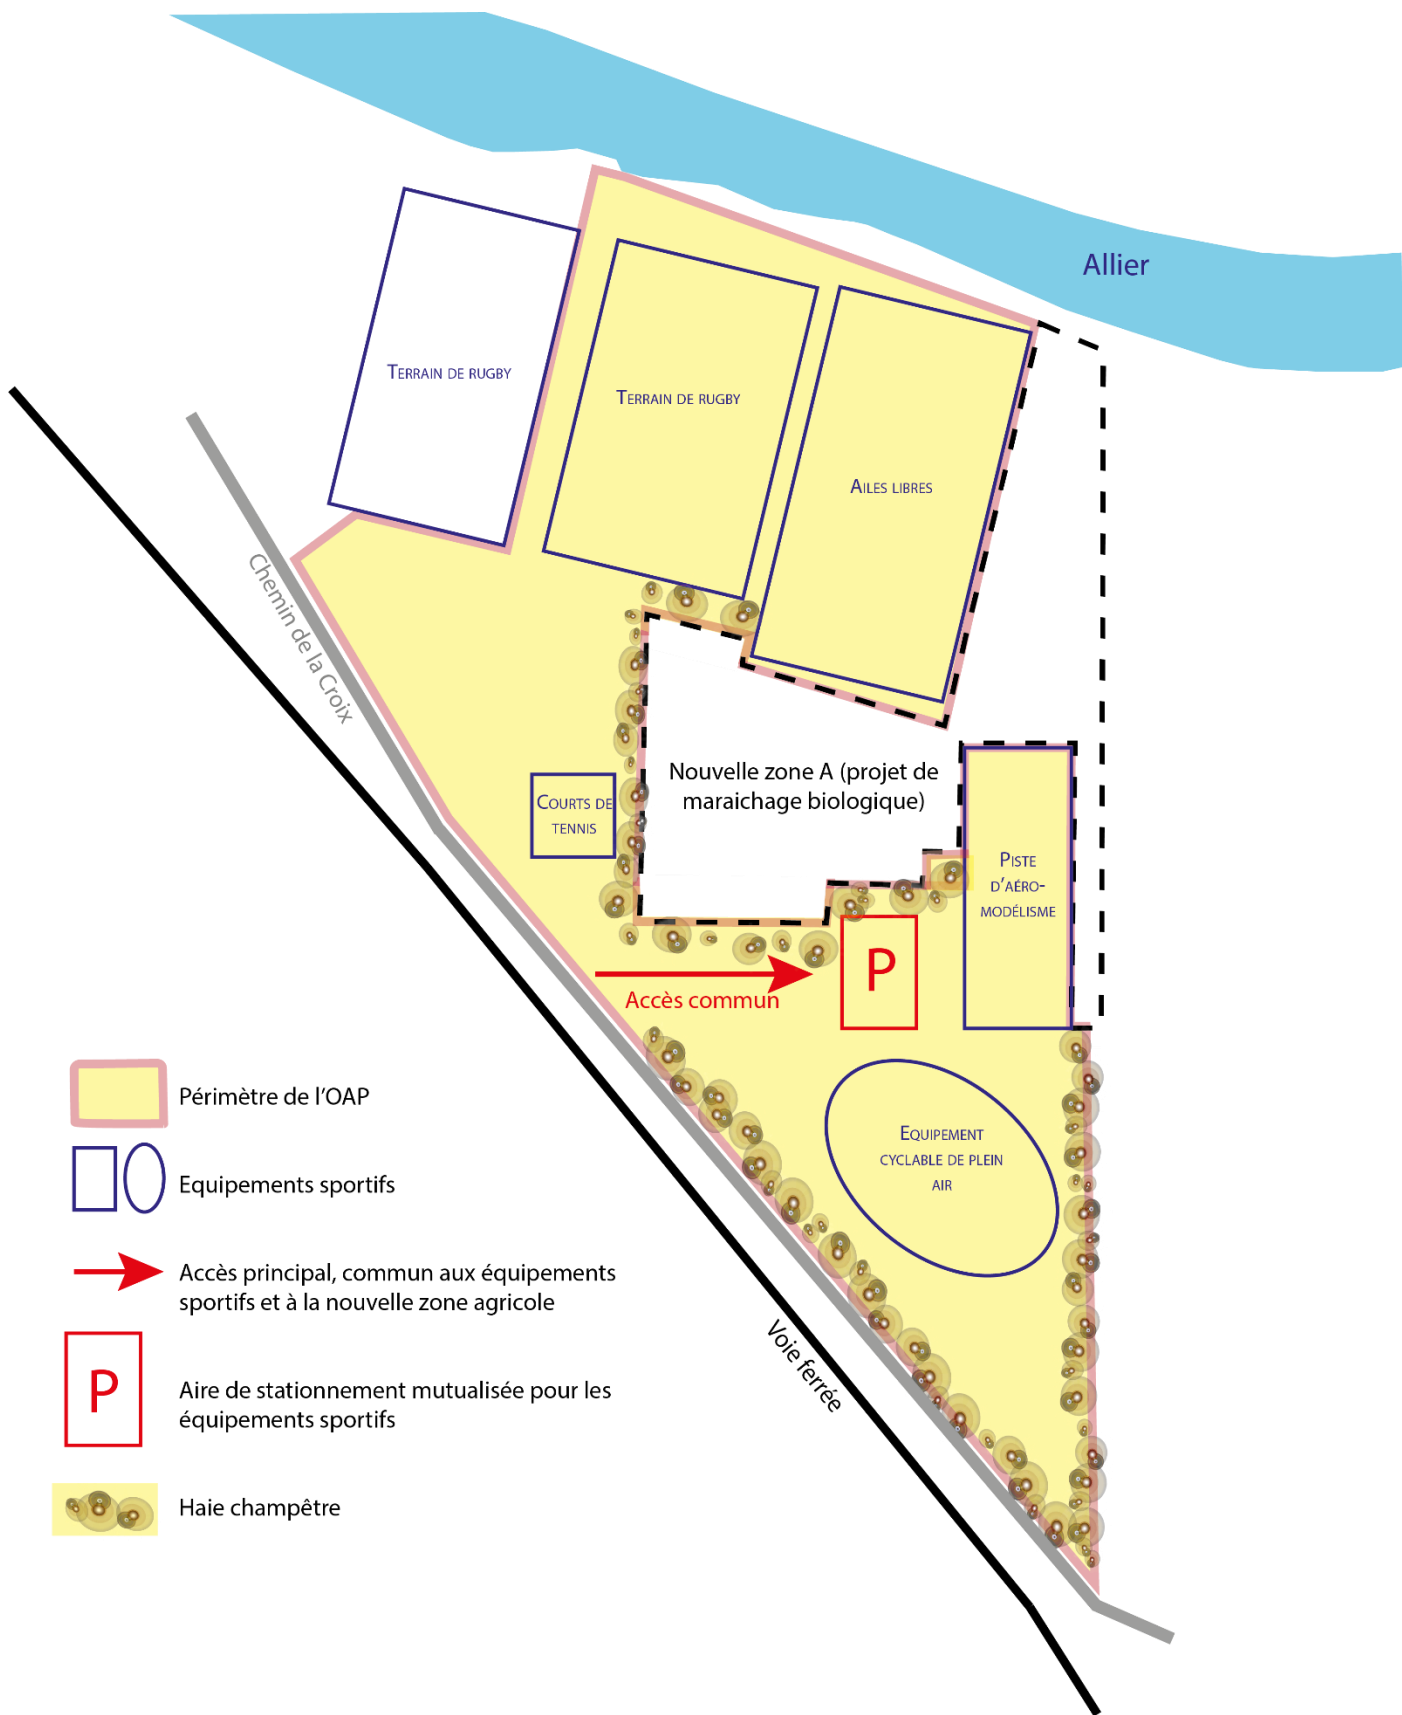 Allier
Terrain de rugby
Terrain de rugby
Ailes libres
Chemin de la Croix
Nouvelle zone A (projet de
maraichage biologique)
Courts de
tennis
Piste
d'aéro-
modélisme
P
Accès commun
Equipement
cyclable de plein
air
Voie ferrée
Périmètre de l'OAP
Equipements sportifs
Accès principal, commun aux équipements
sportifs et à la nouvelle zone agricole
P
Aire de stationnement mutualisée pour les
équipements sportifs
Haie champêtre